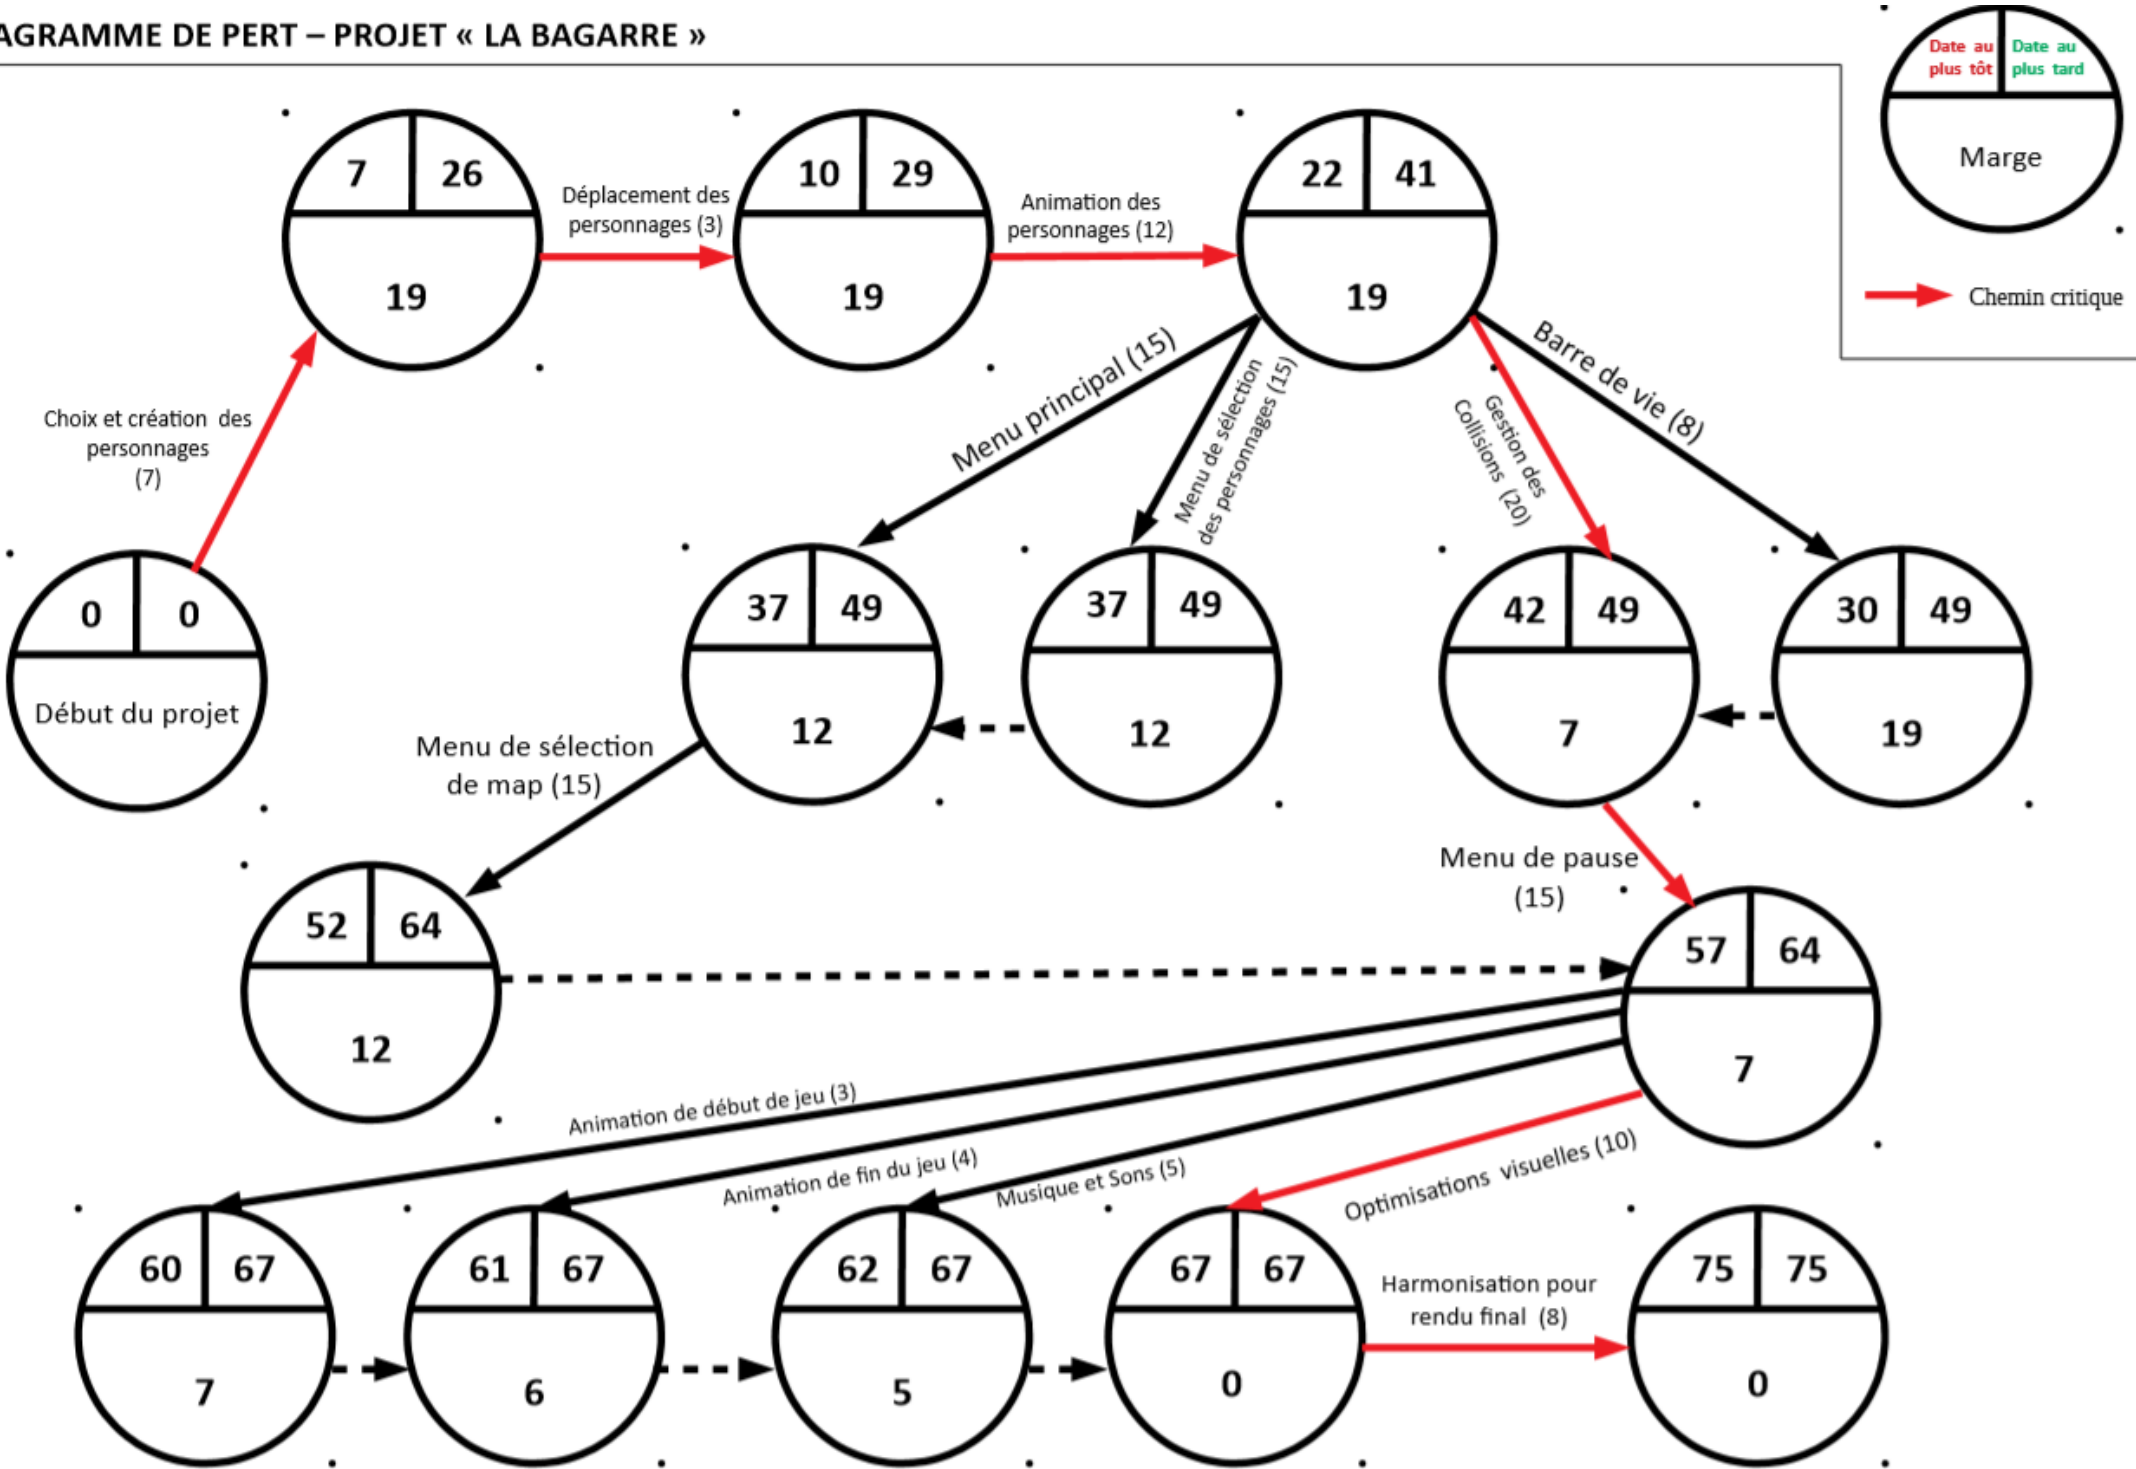 AGRAMME DE PERT – PROJET « LA BAGARRE »
Date au
plus tôt
Date au
plus tard
Marge
Chemin critique
7
26
19
Déplacement des
personnages (3)
10
29
19
Animation des
personnages (12)
22
41
19
Choix et création des
personnages
(7)
0
0
Début du projet
Menu principal (15)
Menu de sélection
des personnages (15)
Gestion des
Collisions (20)
Barre de vie (8)
37
49
12
37
49
12
42
49
7
30
49
19
Menu de sélection
de map (15)
Menu de pause
(15)
52
64
12
57
64
7
Animation de début de jeu (3)
Animation de fin du jeu (4)
Musique et Sons (5)
Optimisations visuelles (10)
60
67
7
61
67
6
62
67
5
67
67
0
Harmonisation pour
rendu final (8)
75
75
0